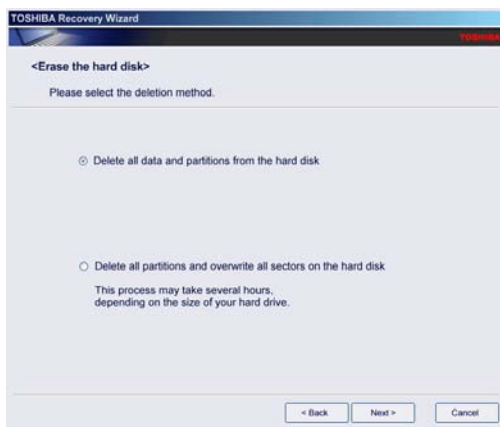 TOSHIBA Recovery Wizard
TOSHIBA
<Erase the hard disk>
Please select the deletion method.
Delete all data and partitions from the hard disk
Delete all partitions and overwrite all sectors on the hard disk
This process may take several hours,
depending on the size of your hard drive.
< Back Next > Cancel